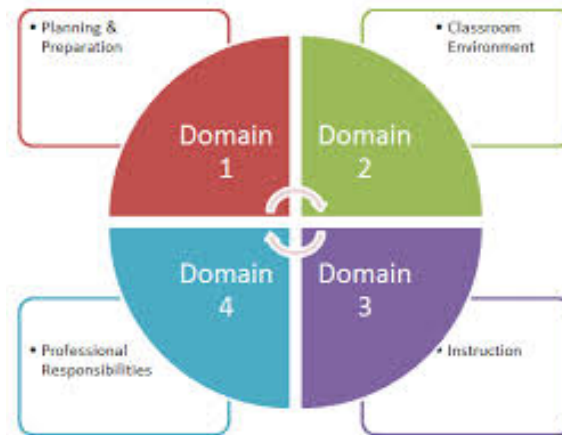 • Planning &
Preparation
• Classroom
Environment
Domain
1
Domain
2
Domain
4
Domain
3
• Professional
Responsibilities
• Instruction